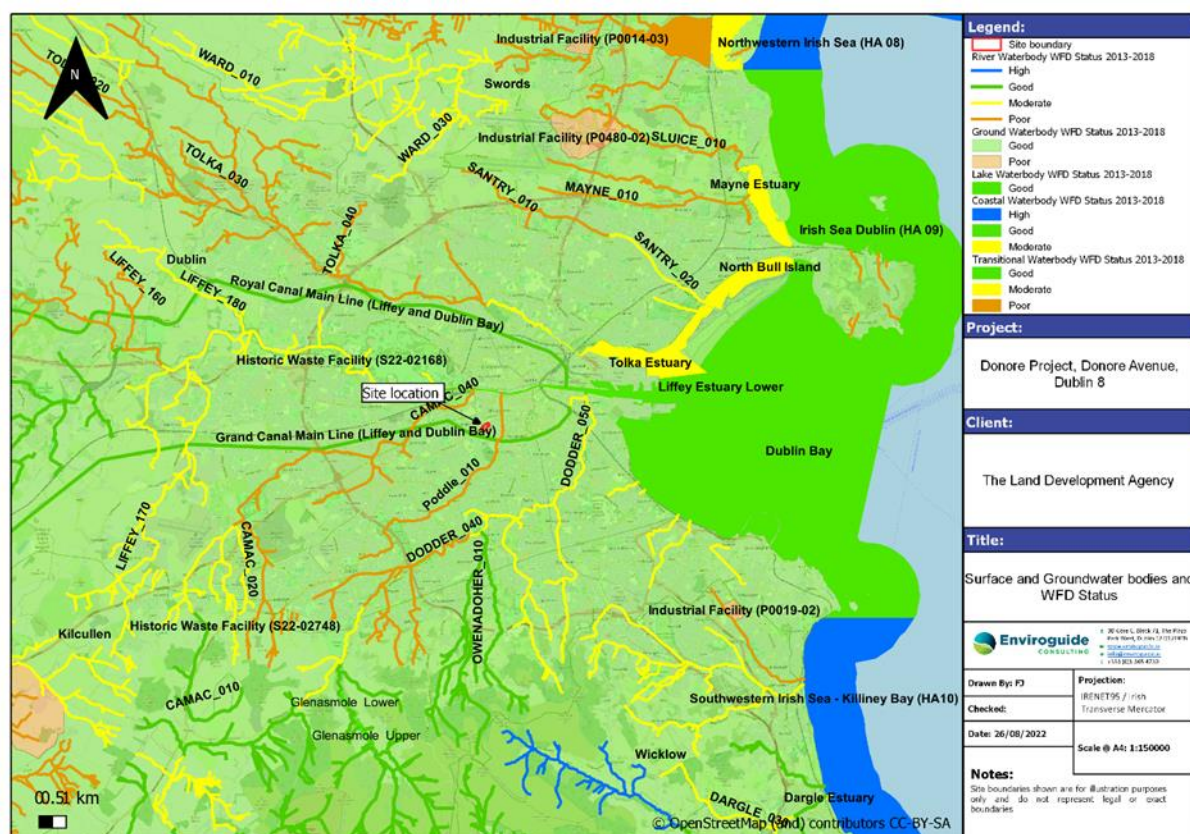 Industrial Facility (P0014-03)
Northwestern Irish Sea (HA 08)
WARD_010
N
Swords
Industrial Facility (P0480-02)
SLUICE_010
WARD_030
TOLKA_030
SANTRY_010
MAYNE_010
Mayne Estuary
TOLKA_040
Irish Sea Dublin (HA 09)
Dublin
LIFFEY_160
LIFFEY_180
SANTRY_020
North Bull Island
Royal Canal Main Line (Liffey and Dublin Bay)
Historic Waste Facility (S22-02168)
Tolka Estuary
Site location
CAMAC_040
Liffey Estuary Lower
Grand Canal Main Line (Liffey and Dublin Bay)
DODDER_050
Dublin Bay
Poddle_010
LIFFEY_170
CAMAC_020
DODDER_040
OWENADOHER_010
Industrial Facility (P0019-02)
Kilcullen
Historic Waste Facility (S22-02748)
CAMAC_010
Glenasmole Lower
Southwestern Irish Sea - Killiney Bay (HA10)
Glenasmole Upper
Wicklow
DARGLE_030
Dargle Estuary
00.51 km
© OpenStreetMap (and) contributors CC-BY-SA
Legend:
Site boundary
River Waterbody WFD Status 2013-2018
High
Good
Moderate
Poor
Ground Waterbody WFD Status 2013-2018
Good
Poor
Lake Waterbody WFD Status 2013-2018
Good
Coastal Waterbody WFD Status 2013-2018
High
Good
Moderate
Transitional Waterbody WFD Status 2013-2018
Good
Moderate
Poor
Project:
Donore Project, Donore Avenue,
Dublin 8
Client:
The Land Development Agency
Title:
Surface and Groundwater bodies and
WFD Status
Enviroguide
CONSULTING
Drawn By: FJ
Projection:
IRENET95 / Irish
Transverse Mercator
Checked:
Date: 26/08/2022
Scale @ A4: 1:150000
Notes:
Site boundaries shown are for illustration purposes
only and do not represent legal or exact
boundaries